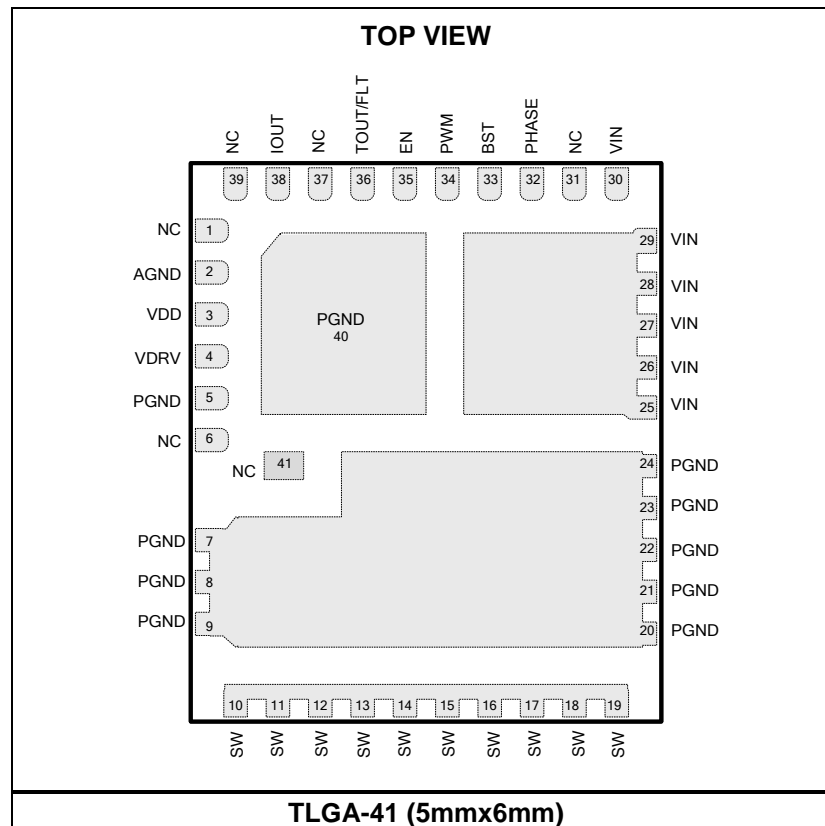 TOP VIEW
NC IOUT NC TOUT/FLT EN PWM BST PHASE NC VIN
39 38 37 36 35 34 33 32 31 30
NC 1
29 VIN
AGND 2
28 VIN
VDD 3
PGND
40
27 VIN
VDRV 4
26 VIN
PGND 5
25 VIN
NC 6
NC 41
24 PGND
23 PGND
PGND 7
22 PGND
PGND 8
21 PGND
PGND 9
20 PGND
10 11 12 13 14 15 16 17 18 19
SW SW SW SW SW SW SW SW SW SW
TLGA-41 (5mmx6mm)